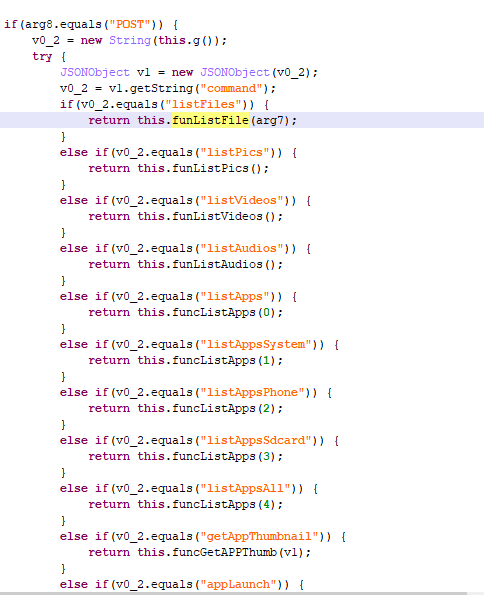 if(arg8.equals("POST")) {
v0_2 = new String(this.g());
try {
JSONObject v1 = new JSONObject(v0_2);
v0_2 = v1.getString("command");
if(v0_2.equals("listFiles")) {
return this.funListFile(arg7);
}
else if(v0_2.equals("listPics")) {
return this.funListPics();
}
else if(v0_2.equals("listVideos")) {
return this.funListVideos();
}
else if(v0_2.equals("listAudios")) {
return this.funListAudios();
}
else if(v0_2.equals("listApps")) {
return this.funcListApps(0);
}
else if(v0_2.equals("listAppsSystem")) {
return this.funcListApps(1);
}
else if(v0_2.equals("listAppsPhone")) {
return this.funcListApps(2);
}
else if(v0_2.equals("listAppsSdcard")) {
return this.funcListApps(3);
}
else if(v0_2.equals("listAppsAll")) {
return this.funcListApps(4);
}
else if(v0_2.equals("getAppThumbnail")) {
return this.funcGetAPPThumb(v1);
}
else if(v0_2.equals("appLaunch")) {